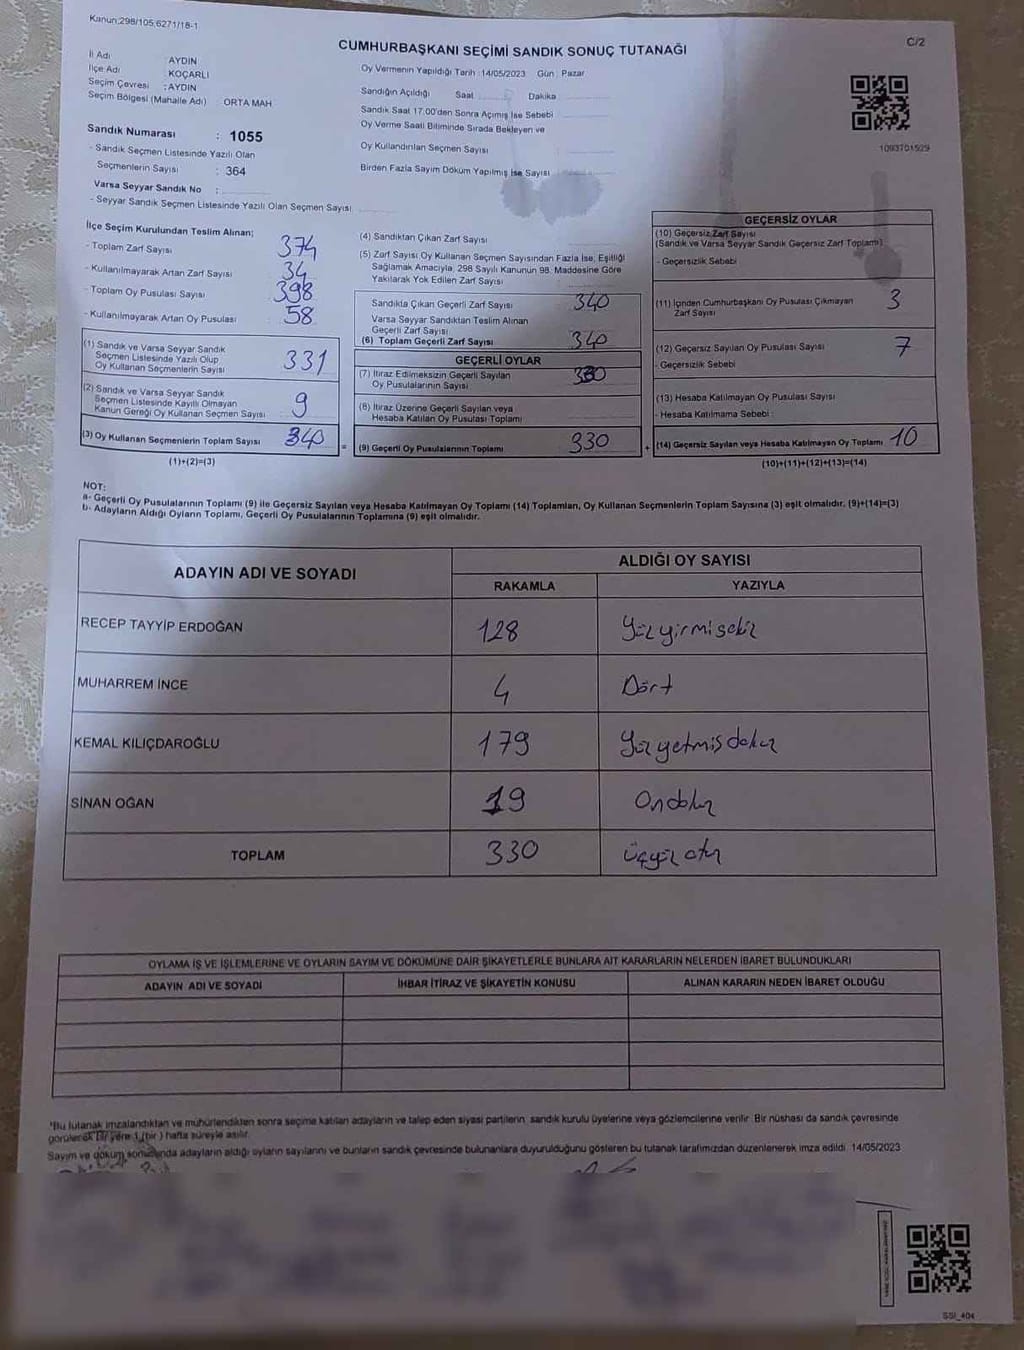 Kanun;298/105,6271/18-1
C/2
CUMHURBAŞKANI SEÇİMİ SANDIK SONUÇ TUTANAĞI
İl Adı AYDIN
İlçe Adı KOÇARLI
Seçim Çevresi : AYDIN
Seçim Bölgesi (Mahalle Adı) ORTA MAH
Sandık Numarası : 1055
- Sandık Seçmen Listesinde Yazılı Olan
Seçmenlerin Sayısı : 364
Varsa Seyyar Sandık No :
- Seyyar Sandık Seçmen Listesinde Yazılı Olan Seçmen Sayısı
Oy Vermenin Yapıldığı Tarih : 14/05/2023 Gün : Pazar
Sandığın Açıldığı Saat Dakika
Sandık Saat 17:00'den Sonra Açımış İse Sebebi
Oy Verme Saati Bitiminde Sırada Bekleyen ve
Oy Kullandırılan Seçmen Sayısı
Birden Fazla Sayım Döküm Yapılmış İse Sayısı
1093701929
İlçe Seçim Kurulundan Teslim Alınan;
- Toplam Zarf Sayısı 374
- Kullanılmayarak Artan Zarf Sayısı 34
- Toplam Oy Pusulası Sayısı 398
- Kullanılmayarak Artan Oy Pusulası 58
(1) Sandık ve Varsa Seyyar Sandık
Seçmen Listesinde Yazılı Olup
Oy Kullanan Seçmenlerin Sayısı 331
(2) Sandık ve Varsa Seyyar Sandık
Seçmen Listesinde Kayıtlı Olmayan
Kanun Gereği Oy Kullanan Seçmen Sayısı 9
(3) Oy Kullanan Seçmenlerin Toplam Sayısı 340 =
(1)+(2)=(3)
(4) Sandıktan Çıkan Zarf Sayısı
(5) Zarf Sayısı Oy Kullanan Seçmen Sayısından Fazla İse, Eşitliği
Sağlamak Amacıyla, 298 Sayılı Kanunun 98. Maddesine Göre
Yakılarak Yok Edilen Zarf Sayısı
Sandıkta Çıkan Geçerli Zarf Sayısı 340
Varsa Seyyar Sandıktan Teslim Alınan
Geçerli Zarf Sayısı
(6) Toplam Geçerli Zarf Sayısı 340
GEÇERLİ OYLAR
(7) İtiraz Edilmeksizin Geçerli Sayılan
Oy Pusulalarının Sayısı 330
(8) İtiraz Üzerine Geçerli Sayılan veya
Hesaba Katılan Oy Pusulası Toplamı
(9) Geçerli Oy Pusulalarının Toplamı 330 +
GEÇERSİZ OYLAR
(10) Geçersiz Zarf Sayısı
(Sandık ve Varsa Seyyar Sandık Geçersiz Zarf Toplamı)
- Geçersizlik Sebebi
(11) İçinden Cumhurbaşkanı Oy Pusulası Çıkmayan
Zarf Sayısı 3
(12) Geçersiz Sayılan Oy Pusulası Sayısı 7
- Geçersizlik Sebebi
(13) Hesaba Katılmayan Oy Pusulası Sayısı
- Hesaba Katılmama Sebebi :
(14) Geçersiz Sayılan veya Hesaba Katılmayan Oy Toplamı 10
(10)+(11)+(12)+(13)=(14)
NOT:
a- Geçerli Oy Pusulalarının Toplamı (9) ile Geçersiz Sayılan veya Hesaba Katılmayan Oy Toplamı (14) Toplamları, Oy Kullanan Seçmenlerin Toplam Sayısına (3) eşit olmalıdır. (9)+(14)=(3)
b- Adayların Aldığı Oyların Toplamı, Geçerli Oy Pusulalarının Toplamına (9) eşit olmalıdır.
ADAYIN ADI VE SOYADI ALDIĞI OY SAYISI
RAKAMLA YAZIYLA
RECEP TAYYİP ERDOĞAN 128 Yüzyirmisekiz
MUHARREM İNCE 4 Dört
KEMAL KILIÇDAROĞLU 179 Yüzyetmişdokuz
SİNAN OĞAN 19 Ondokuz
TOPLAM 330 üçyüz otuz
OYLAMA İŞ VE İŞLEMLERİNE VE OYLARIN SAYIM VE DÖKÜMÜNE DAİR ŞİKAYETLERLE BUNLARA AİT KARARLARIN NELERDEN İBARET BULUNDUKLARI
ADAYIN ADI VE SOYADI İHBAR İTİRAZ VE ŞİKAYETİN KONUSU ALINAN KARARIN NEDEN İBARET OLDUĞU
*Bu tutanak imzalandıktan ve mühürlendikten sonra seçime katılan adayların ve talep eden siyasi partilerin sandık kurulu üyelerine veya gözlemcilerine verilir. Bir nüshası da sandık çevresinde
görülecek bir yere 1 (bir) hafta süreyle asılır.
Sayım ve döküm sonucunda adayların aldığı oyların sayılarını ve bunların sandık çevresinde bulunanlara duyurulduğunu gösteren bu tutanak tarafımızdan düzenlenerek imza edildi 14/05/2023
SSI_404